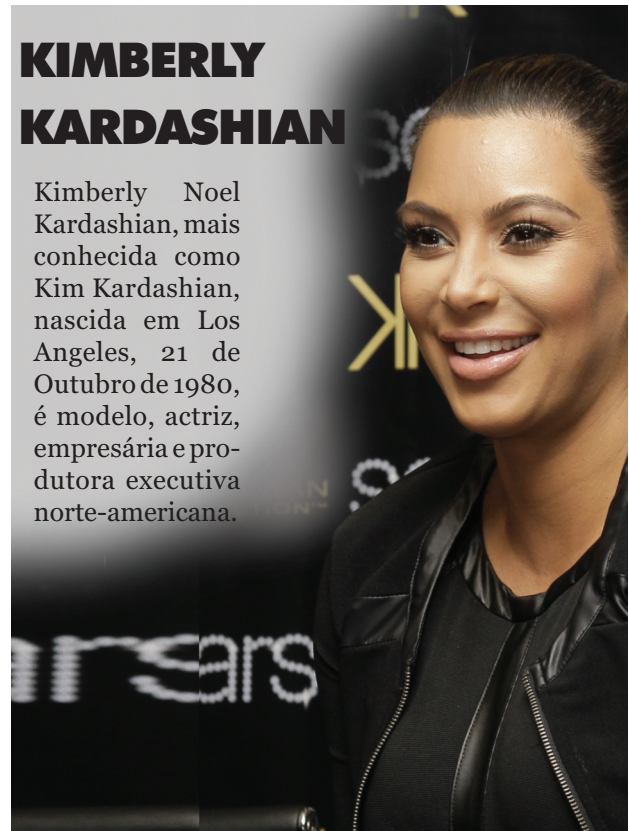 KIMBERLY
KARDASHIAN
Kimberly Noel
Kardashian, mais
conhecida como
Kim Kardashian,
nascida em Los
Angeles, 21 de
Outubro de 1980,
é modelo, actriz,
empresária e pro-
dutora executiva
norte-americana.
ars